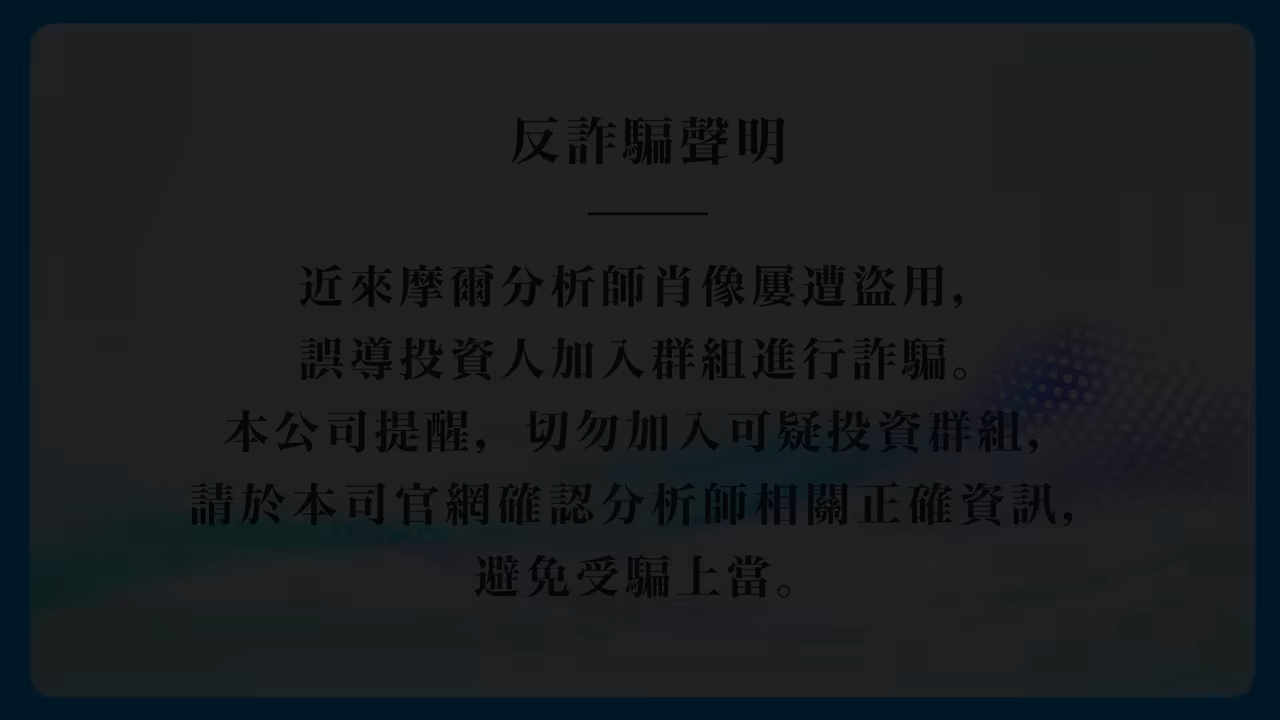 反詐騙聲明
近來摩爾分析師肖像屢遭盜用，
誤導投資人加入群組進行詐騙。
本公司提醒，切勿加入可疑投資群組，
請於本司官網確認分析師相關正確資訊，
避免受騙上當。